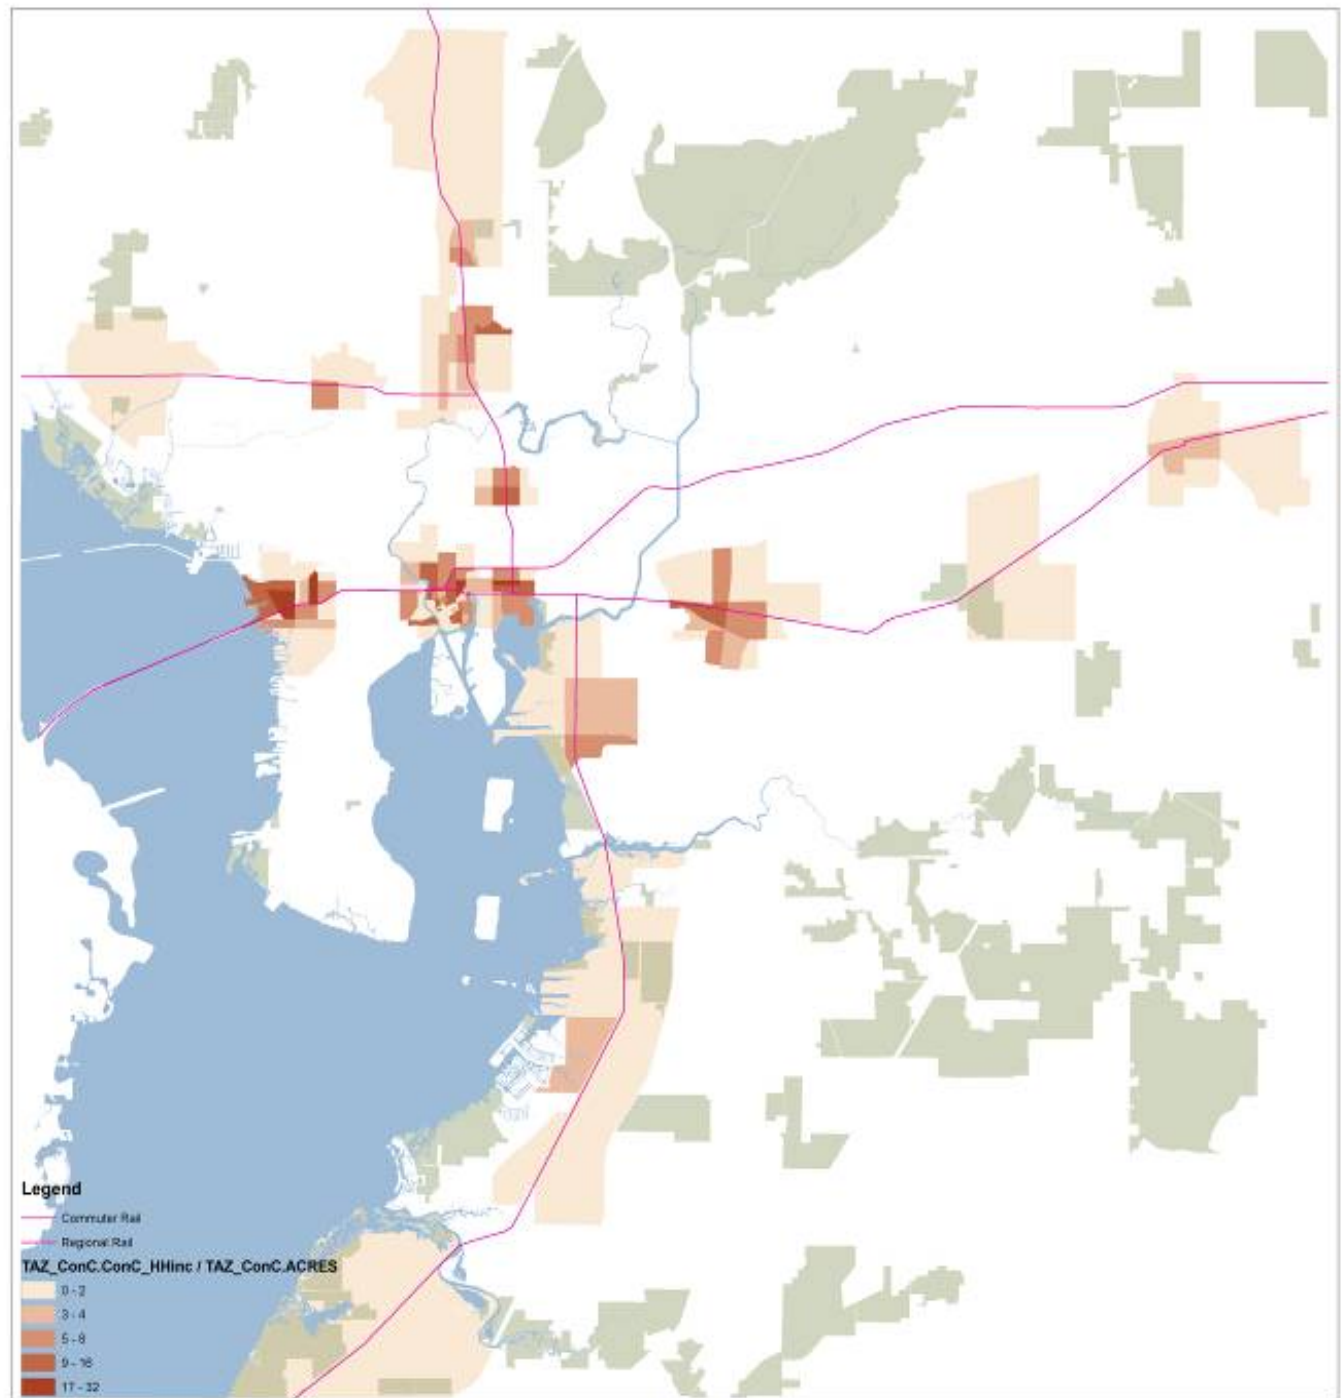 Legend
Commuter Rail
Regional Rail
TAZ_ConC.ConC_HHinc / TAZ_ConC.ACRES
0 - 2
3 - 4
5 - 8
9 - 16
17 - 32